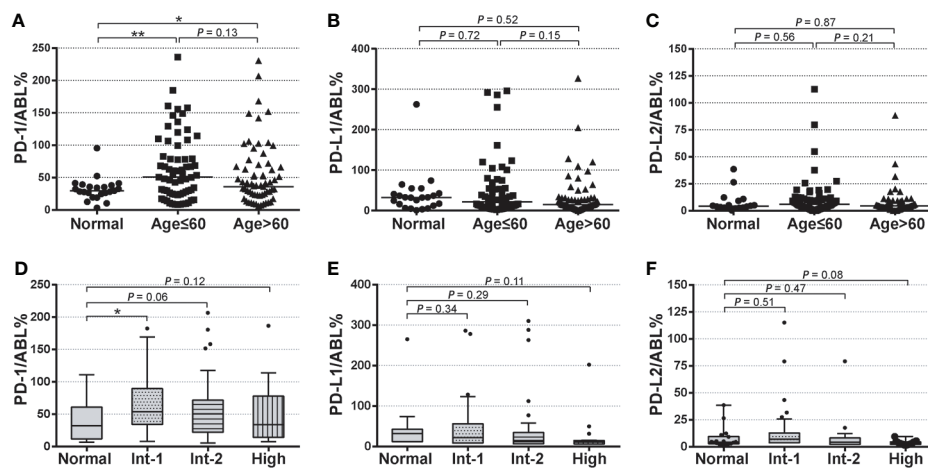 A
PD-1/ABL%
250
200
150
100
50
0
*
**
P = 0.13
Normal Age≤60 Age>60
B
PD-L1/ABL%
400
300
200
100
0
P = 0.52
P = 0.72 P = 0.15
Normal Age≤60 Age>60
C
PD-L2/ABL%
150
125
100
75
50
25
0
P = 0.87
P = 0.56 P = 0.21
Normal Age≤60 Age>60
D
PD-1/ABL%
250
200
150
100
50
0
P = 0.12
P = 0.06
*
Normal Int-1 Int-2 High
E
PD-L1/ABL%
400
300
200
100
0
P = 0.11
P = 0.29
P = 0.34
Normal Int-1 Int-2 High
F
PD-L2/ABL%
150
125
100
75
50
25
0
P = 0.08
P = 0.47
P = 0.51
Normal Int-1 Int-2 High